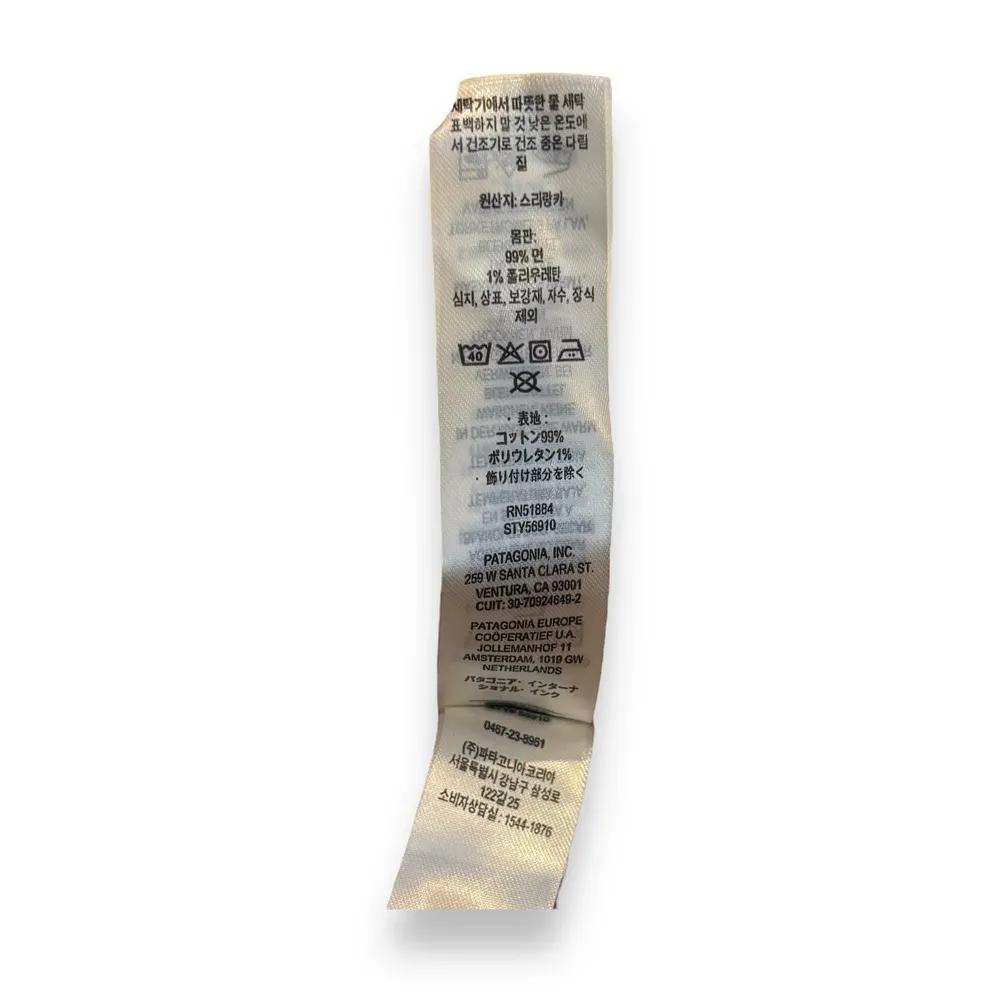 세탁기에서 따뜻한 물 세탁
표백하지 말 것 낮은 온도에
서 건조기로 건조 중온 다림
질
원산지: 스리랑카
몸판:
99% 면
1% 폴리우레탄
심지, 상표, 보강재, 자수, 장식
제외
40
・表地：
コットン99%
ポリウレタン1%
・飾り付け部分を除く
RN51884
STY56910
PATAGONIA, INC.
259 W SANTA CLARA ST.
VENTURA, CA 93001
CUIT: 30-70924649-2
PATAGONIA EUROPE
COÖPERATIEF U.A.
JOLLEMANHOF 11
AMSTERDAM, 1019 GW
NETHERLANDS
パタゴニア・インターナ
ショナル・インク
0467-23-8961
(주)파타고니아코리아
서울특별시 강남구 삼성로
122길 25
소비자상담실 : 1544-1876